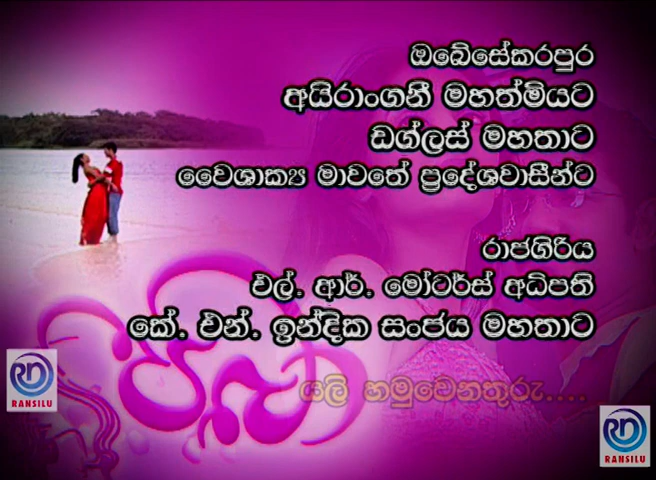 ඔබේසේකරපුර
අයිරාංගනී මහත්මියට
ඩග්ලස් මහතාට
වෛශාක්‍ය මාවතේ ප්‍රදේශවාසීන්ට
රාජගිරිය
එල්. ආර්. මෝටර්ස් අධිපති
කේ. එන්. ඉන්දික සංජය මහතාට
යලි හමුවෙනතුරු....
RANSILU
RANSILU